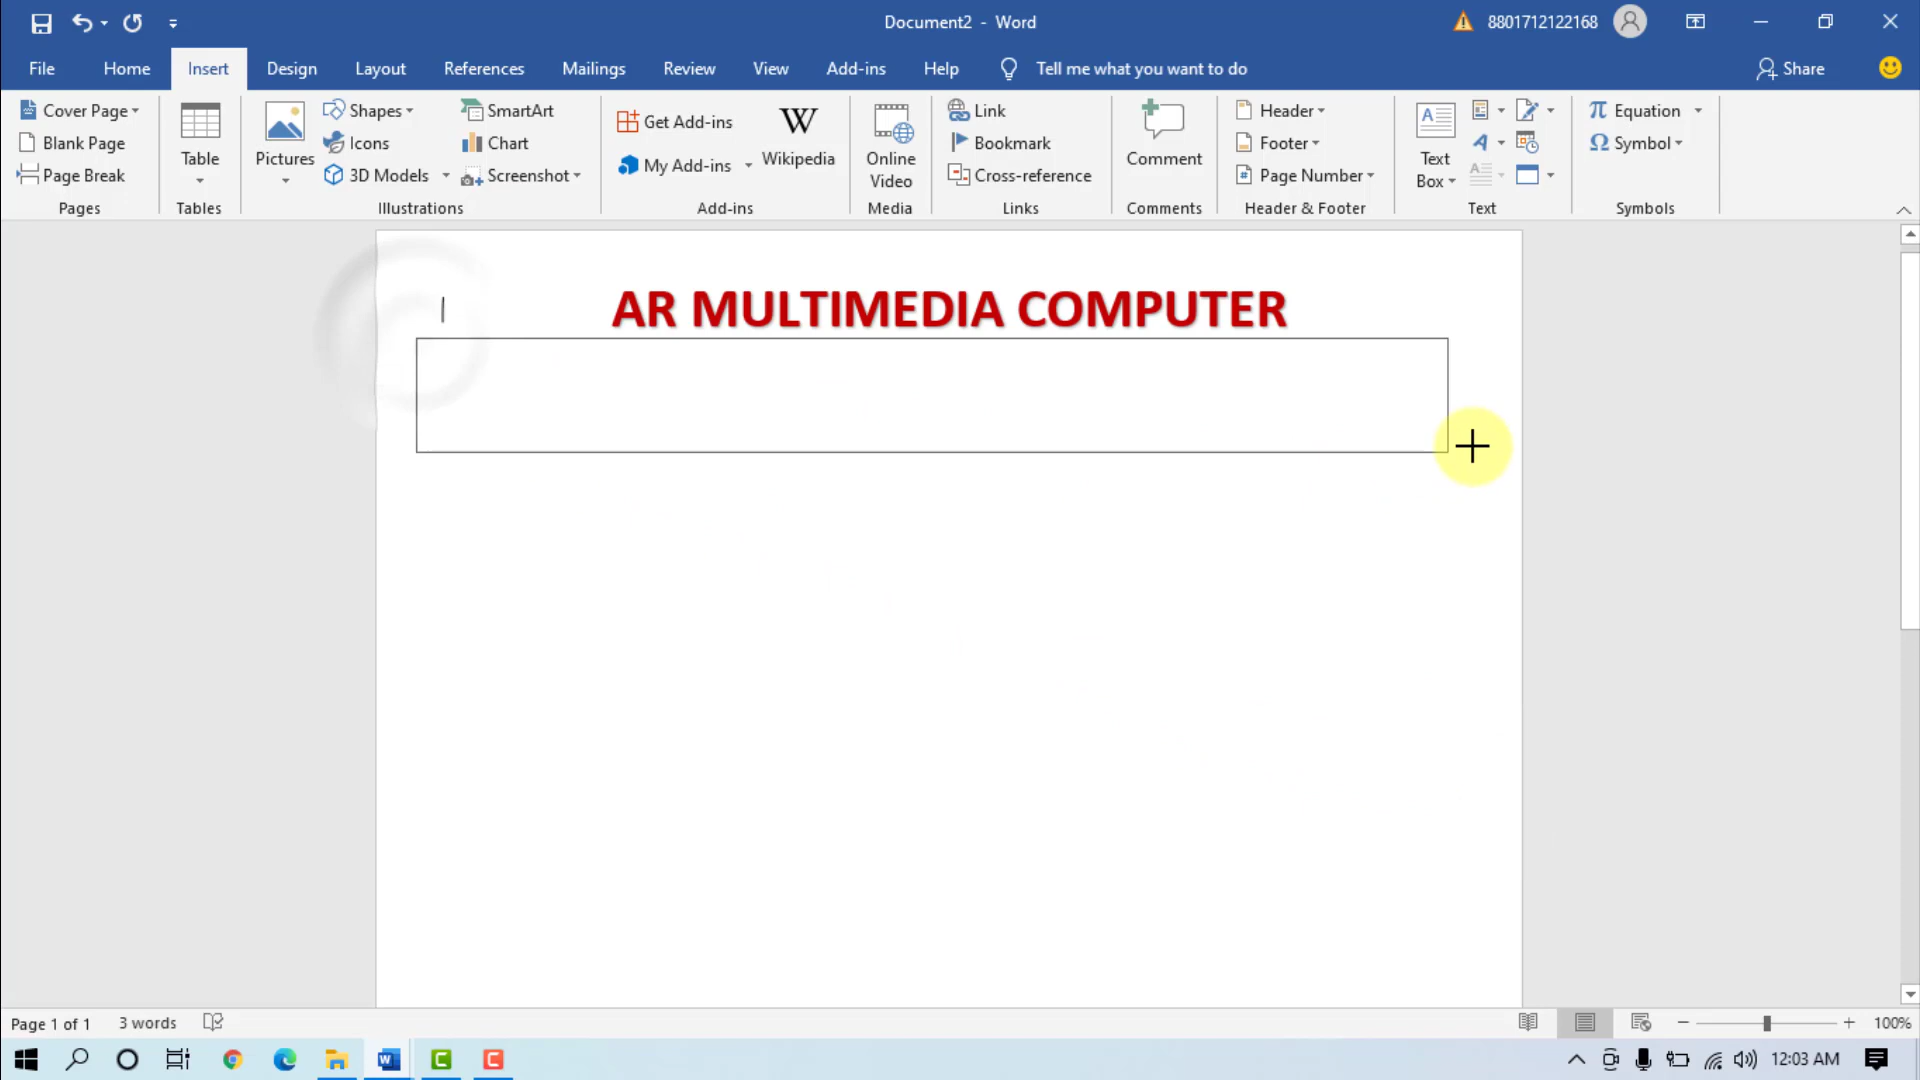 Document2 - Word
8801712122168
File Home Insert Design Layout References Mailings Review View Add-ins Help Tell me what you want to do Share
Cover Page
Blank Page
Page Break
Pages
Table
Tables
Pictures
Shapes
Icons
3D Models
SmartArt
Chart
Screenshot
Illustrations
Get Add-ins
My Add-ins
W
Wikipedia
Add-ins
Online
Video
Media
Link
Bookmark
Cross-reference
Links
Comment
Comments
Header
Footer
Page Number
Header & Footer
Text
Box
Text
π Equation
Ω Symbol
Symbols
AR MULTIMEDIA COMPUTER
Page 1 of 1 3 words
100%
12:03 AM